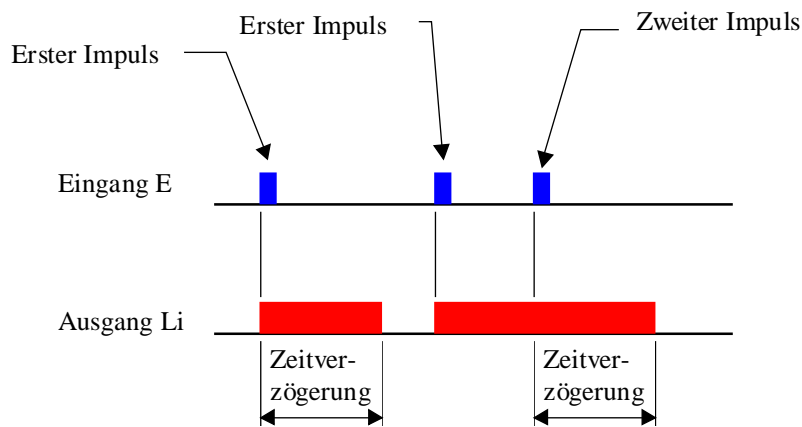 Erster Impuls
Zweiter Impuls
Erster Impuls
Eingang E
Ausgang Li
Zeitver-
zögerung
Zeitver-
zögerung